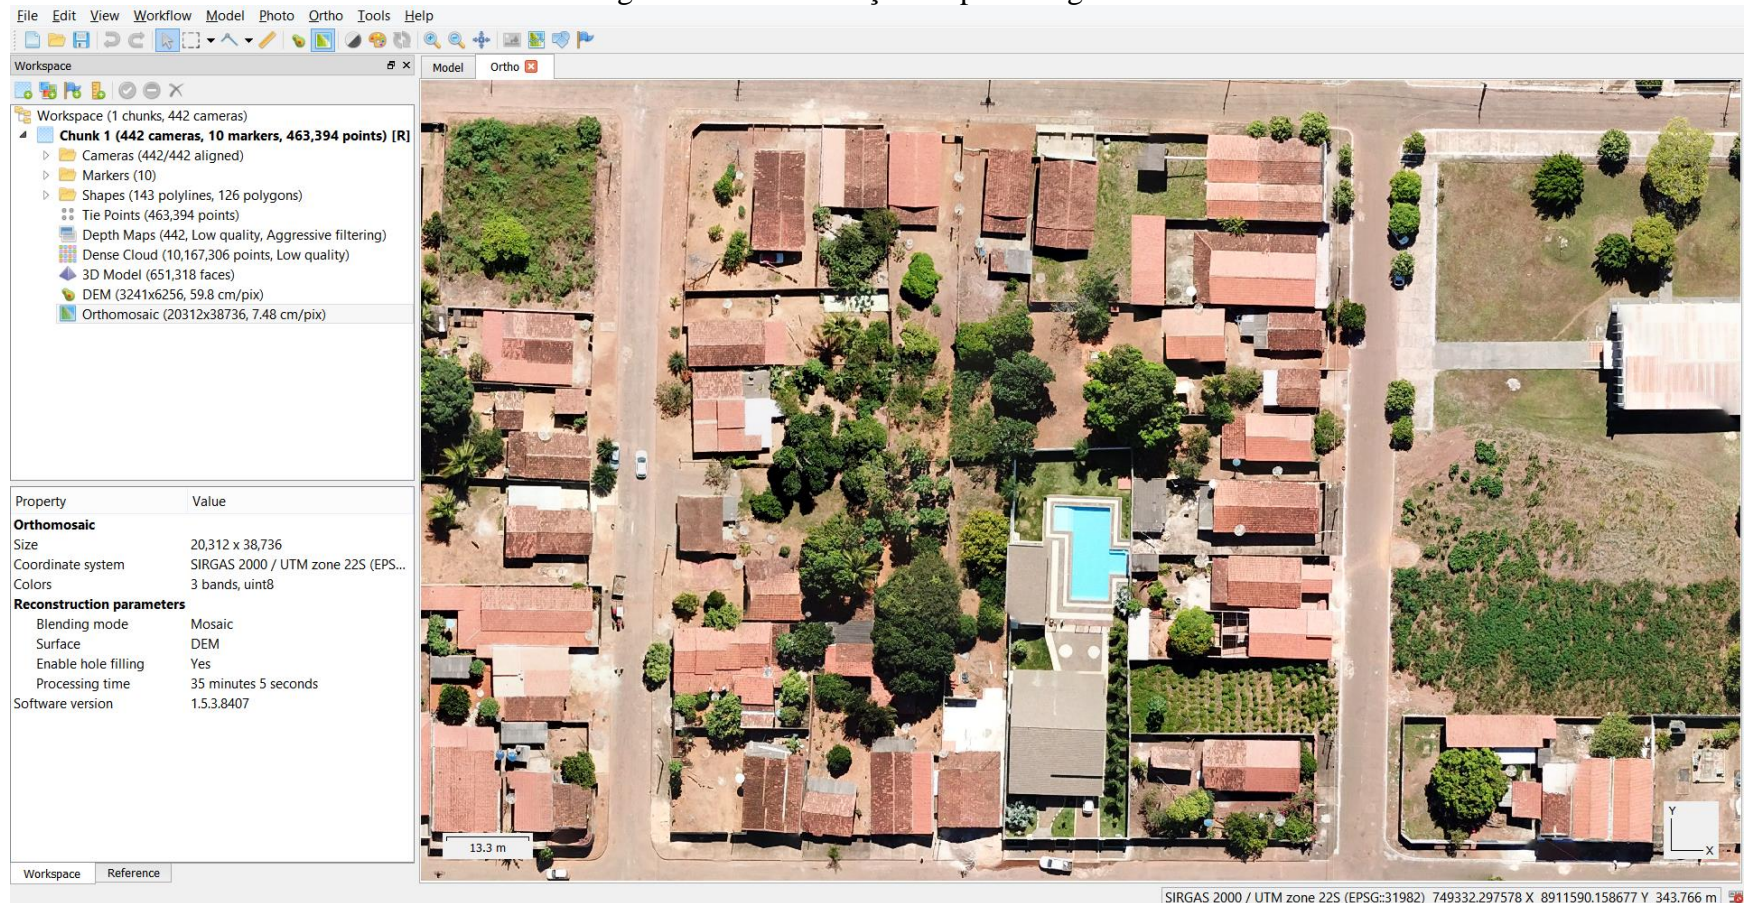 File Edit View Workflow Model Photo Ortho Tools Help
Workspace
Model Ortho
Workspace (1 chunks, 442 cameras)
Chunk 1 (442 cameras, 10 markers, 463,394 points) [R]
Cameras (442/442 aligned)
Markers (10)
Shapes (143 polylines, 126 polygons)
Tie Points (463,394 points)
Depth Maps (442, Low quality, Aggressive filtering)
Dense Cloud (10,167,306 points, Low quality)
3D Model (651,318 faces)
DEM (3241x6256, 59.8 cm/pix)
Orthomosaic (20312x38736, 7.48 cm/pix)
Property Value
Orthomosaic
Size 20,312 x 38,736
Coordinate system SIRGAS 2000 / UTM zone 22S (EPS...
Colors 3 bands, uint8
Reconstruction parameters
Blending mode Mosaic
Surface DEM
Enable hole filling Yes
Processing time 35 minutes 5 seconds
Software version 1.5.3.8407
13.3 m
Y
X
Workspace Reference
SIRGAS 2000 / UTM zone 22S (EPSG::31982) 749332.297578 X 8911590.158677 Y 343.766 m